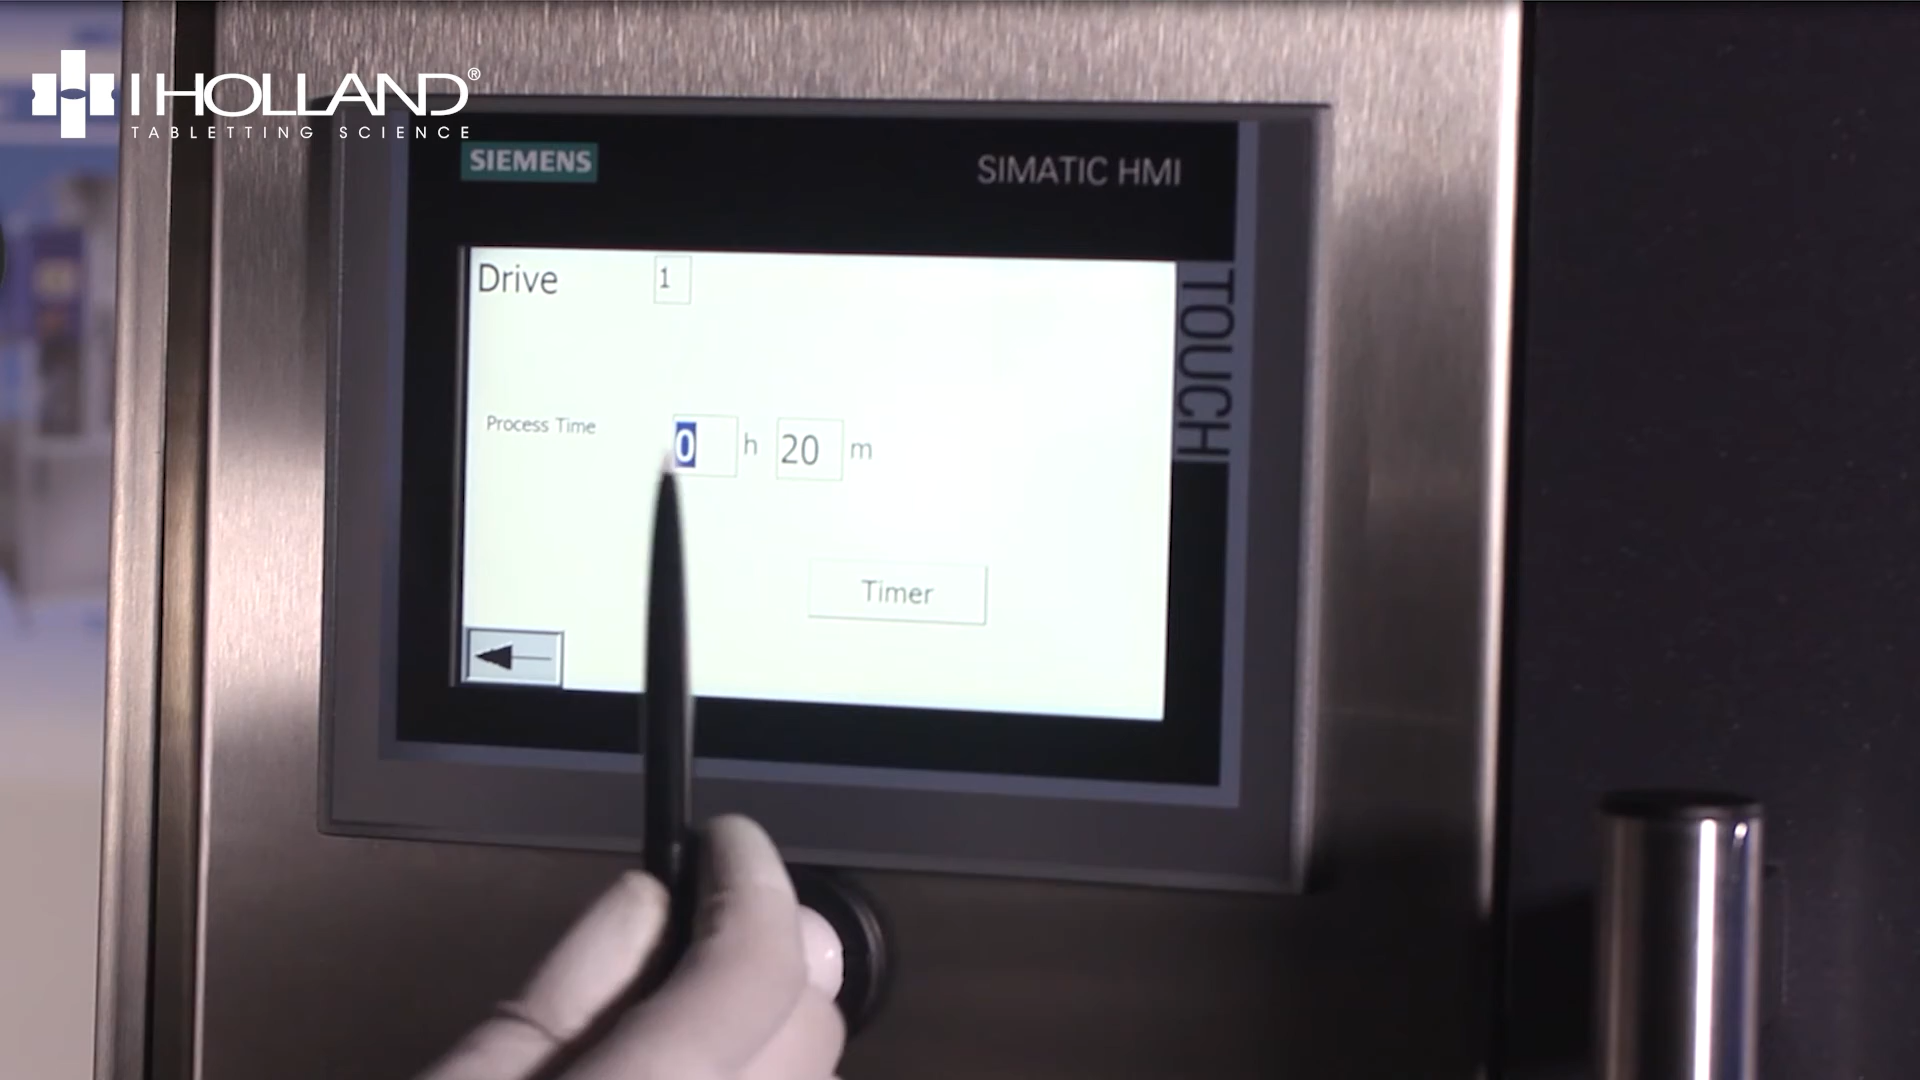 I HOLLAND®
TABLETTING SCIENCE
SIEMENS
SIMATIC HMI
TOUCH
Drive 1
Process Time 0 h 20 m
Timer